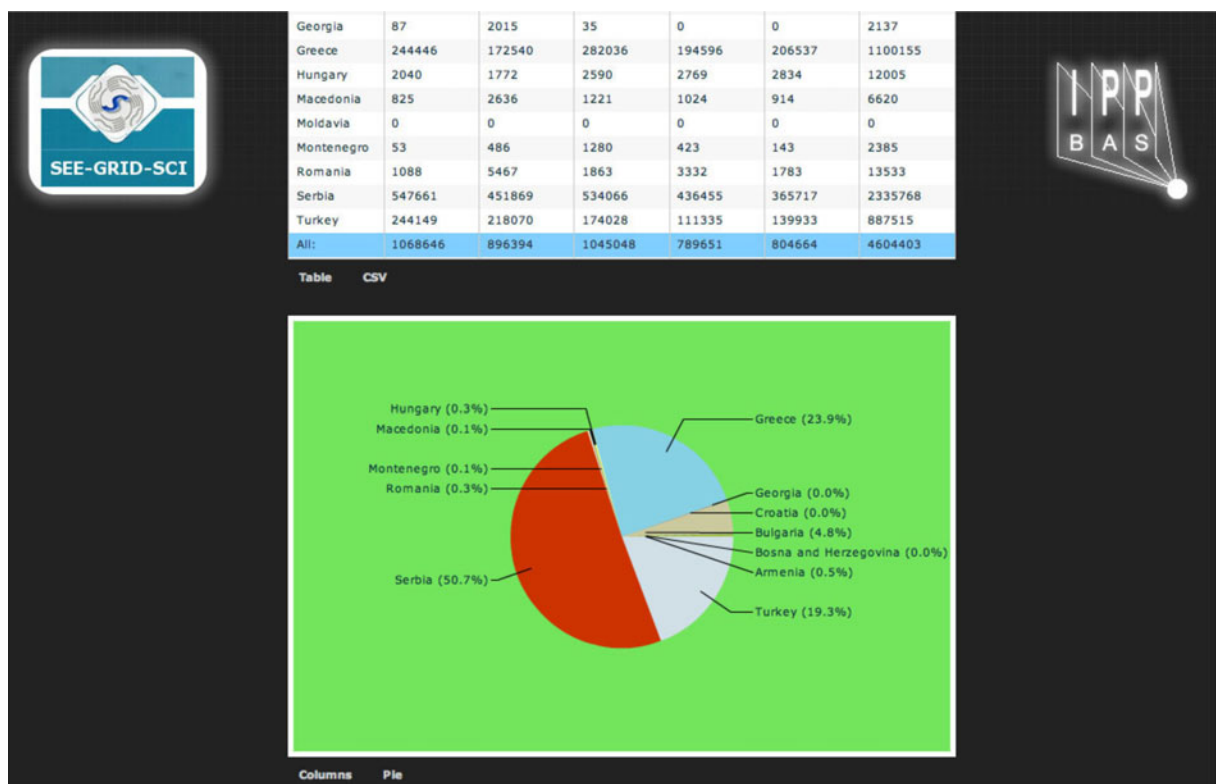 Georgia 87 2015 35 0 0 2137
Greece 244446 172540 282036 194596 206537 1100155
Hungary 2040 1772 2590 2769 2834 12005
Macedonia 825 2636 1221 1024 914 6620
Moldavia 0 0 0 0 0 0
Montenegro 53 486 1280 423 143 2385
Romania 1088 5467 1863 3332 1783 13533
Serbia 547661 451869 534066 436455 365717 2335768
Turkey 244149 218070 174028 111335 139933 887515
All: 1068646 896394 1045048 789651 804664 4604403
SEE-GRID-SCI
I P P
B A S
Table CSV
Hungary (0.3%)
Macedonia (0.1%)
Montenegro (0.1%)
Romania (0.3%)
Serbia (50.7%)
Greece (23.9%)
Georgia (0.0%)
Croatia (0.0%)
Bulgaria (4.8%)
Bosna and Herzegovina (0.0%)
Armenia (0.5%)
Turkey (19.3%)
Columns Pie